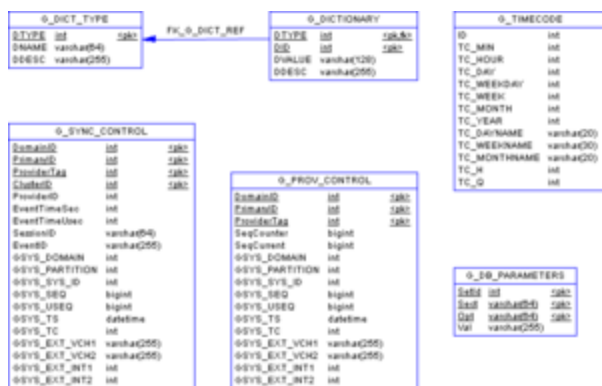 G_DICT_TYPE
DTYPE int <pk>
DNAME varchar(64)
DDESC varchar(255)
FK_G_DICT_REF
G_DICTIONARY
DTYPE int <pk,fk>
DID int <pk>
DVALUE varchar(128)
DDESC varchar(255)
G_TIMECODE
ID int
TC_MIN int
TC_HOUR int
TC_DAY int
TC_WEEKDAY int
TC_WEEK int
TC_MONTH int
TC_YEAR int
TC_DAYNAME varchar(20)
TC_WEEKNAME varchar(30)
TC_MONTHNAME varchar(20)
TC_H int
TC_Q int
G_SYNC_CONTROL
DomainID int <pk>
PrimaryID int <pk>
ProviderTag int <pk>
ClusterID int <pk>
ProviderID int
EventTimeSec int
EventTimeUsec int
SessionID varchar(64)
EventID varchar(255)
GSYS_DOMAIN int
GSYS_PARTITION int
GSYS_SYS_ID int
GSYS_SEQ bigint
GSYS_USEQ bigint
GSYS_TS datetime
GSYS_TC int
GSYS_EXT_VCH1 varchar(255)
GSYS_EXT_VCH2 varchar(255)
GSYS_EXT_INT1 int
GSYS_EXT_INT2 int
G_PROV_CONTROL
DomainID int <pk>
PrimaryID int <pk>
ProviderTag int <pk>
SeqCounter bigint
SeqCurrent bigint
GSYS_DOMAIN int
GSYS_PARTITION int
GSYS_SYS_ID int
GSYS_SEQ bigint
GSYS_USEQ bigint
GSYS_TS datetime
GSYS_TC int
GSYS_EXT_VCH1 varchar(255)
GSYS_EXT_VCH2 varchar(255)
GSYS_EXT_INT1 int
GSYS_EXT_INT2 int
G_DB_PARAMETERS
SetId int <pk>
Sect varchar(64) <pk>
Opt varchar(64) <pk>
Val varchar(255)